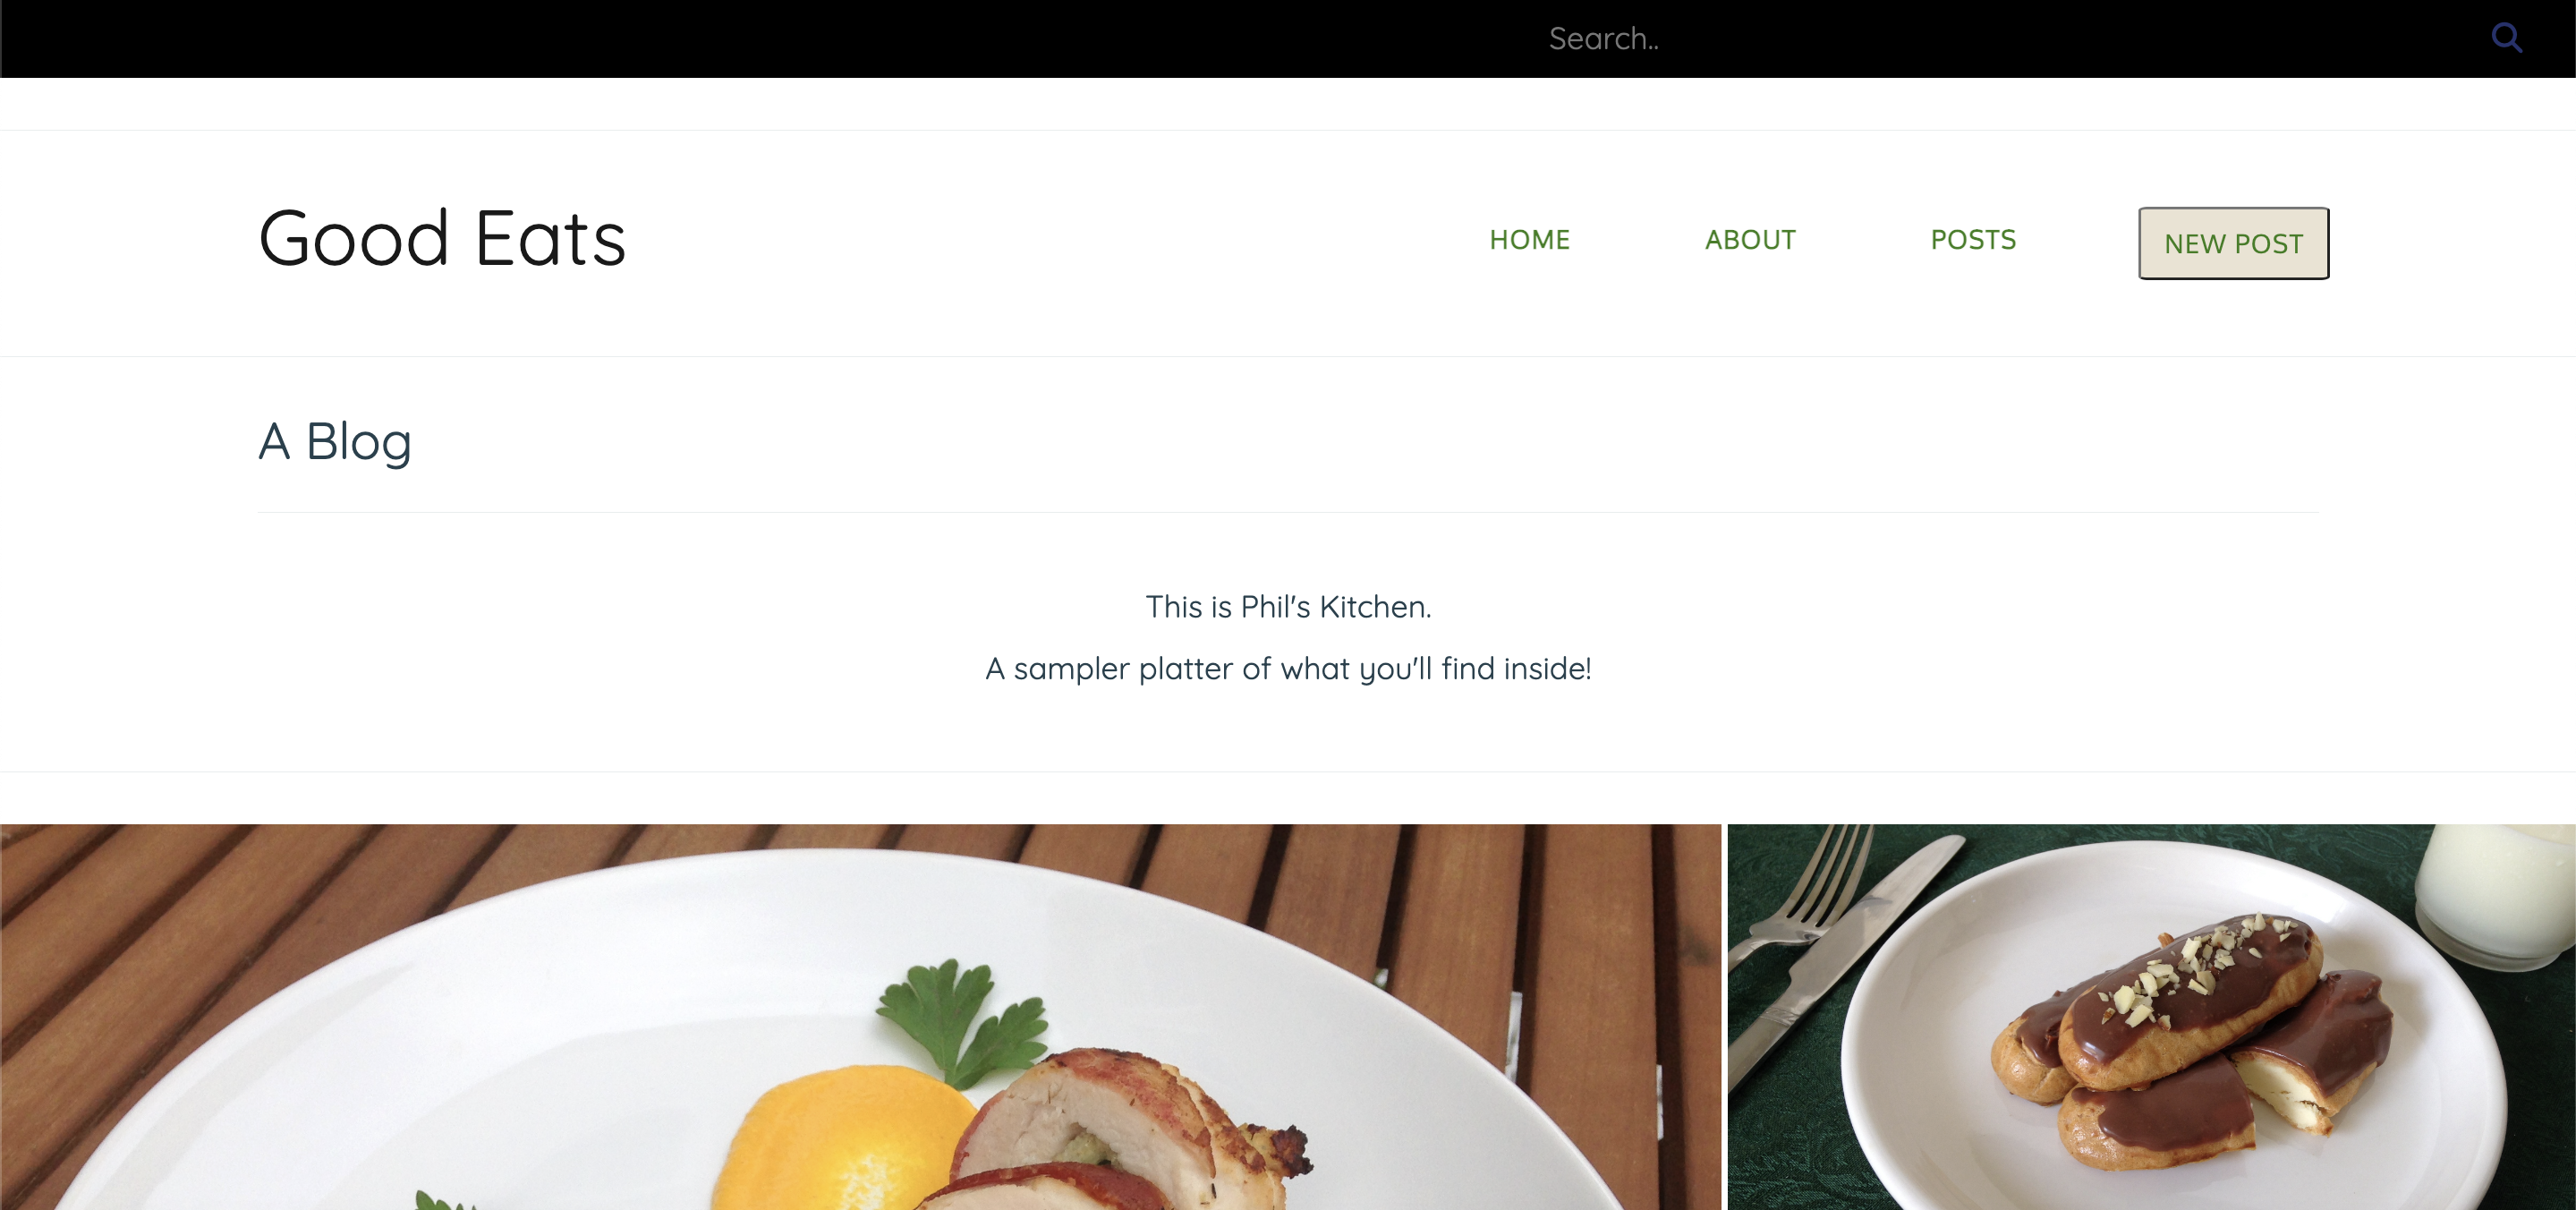 Search..
Good Eats
HOME ABOUT POSTS NEW POST
A Blog
This is Phil's Kitchen.
A sampler platter of what you'll find inside!